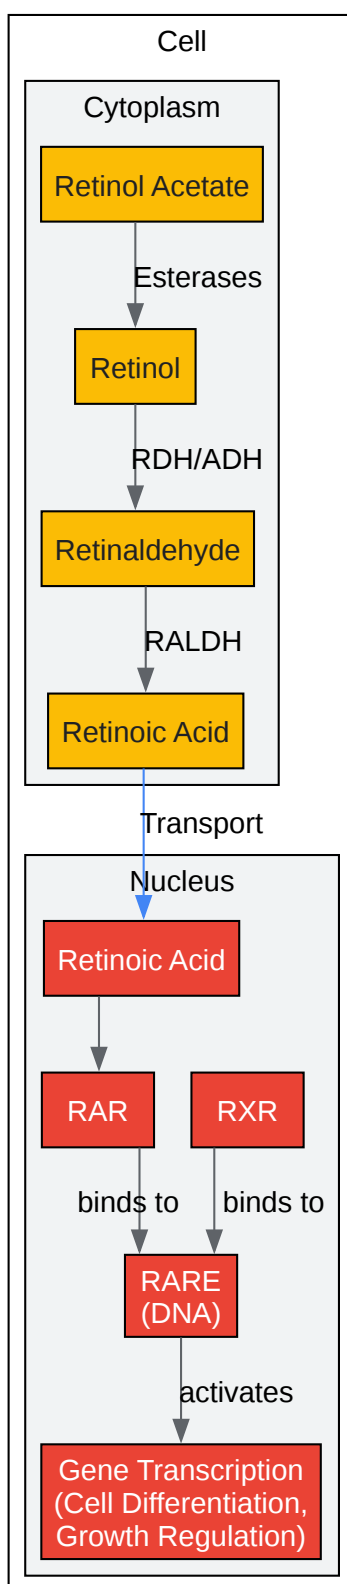 Cell
Cytoplasm
Retinol Acetate
Esterases
Retinol
RDH/ADH
Retinaldehyde
RALDH
Retinoic Acid
Transport
Nucleus
Retinoic Acid
RAR
RXR
binds to
binds to
RARE
(DNA)
activates
Gene Transcription
(Cell Differentiation,
Growth Regulation)